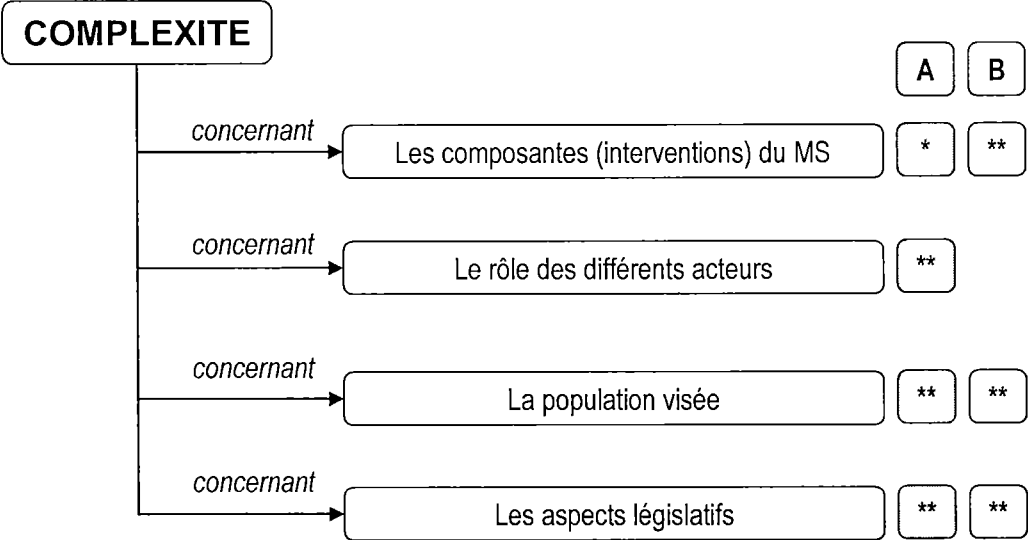 COMPLEXITE
A B
concernant
Les composantes (interventions) du MS * **
concernant
Le rôle des différents acteurs **
concernant
La population visée ** **
concernant
Les aspects législatifs ** **